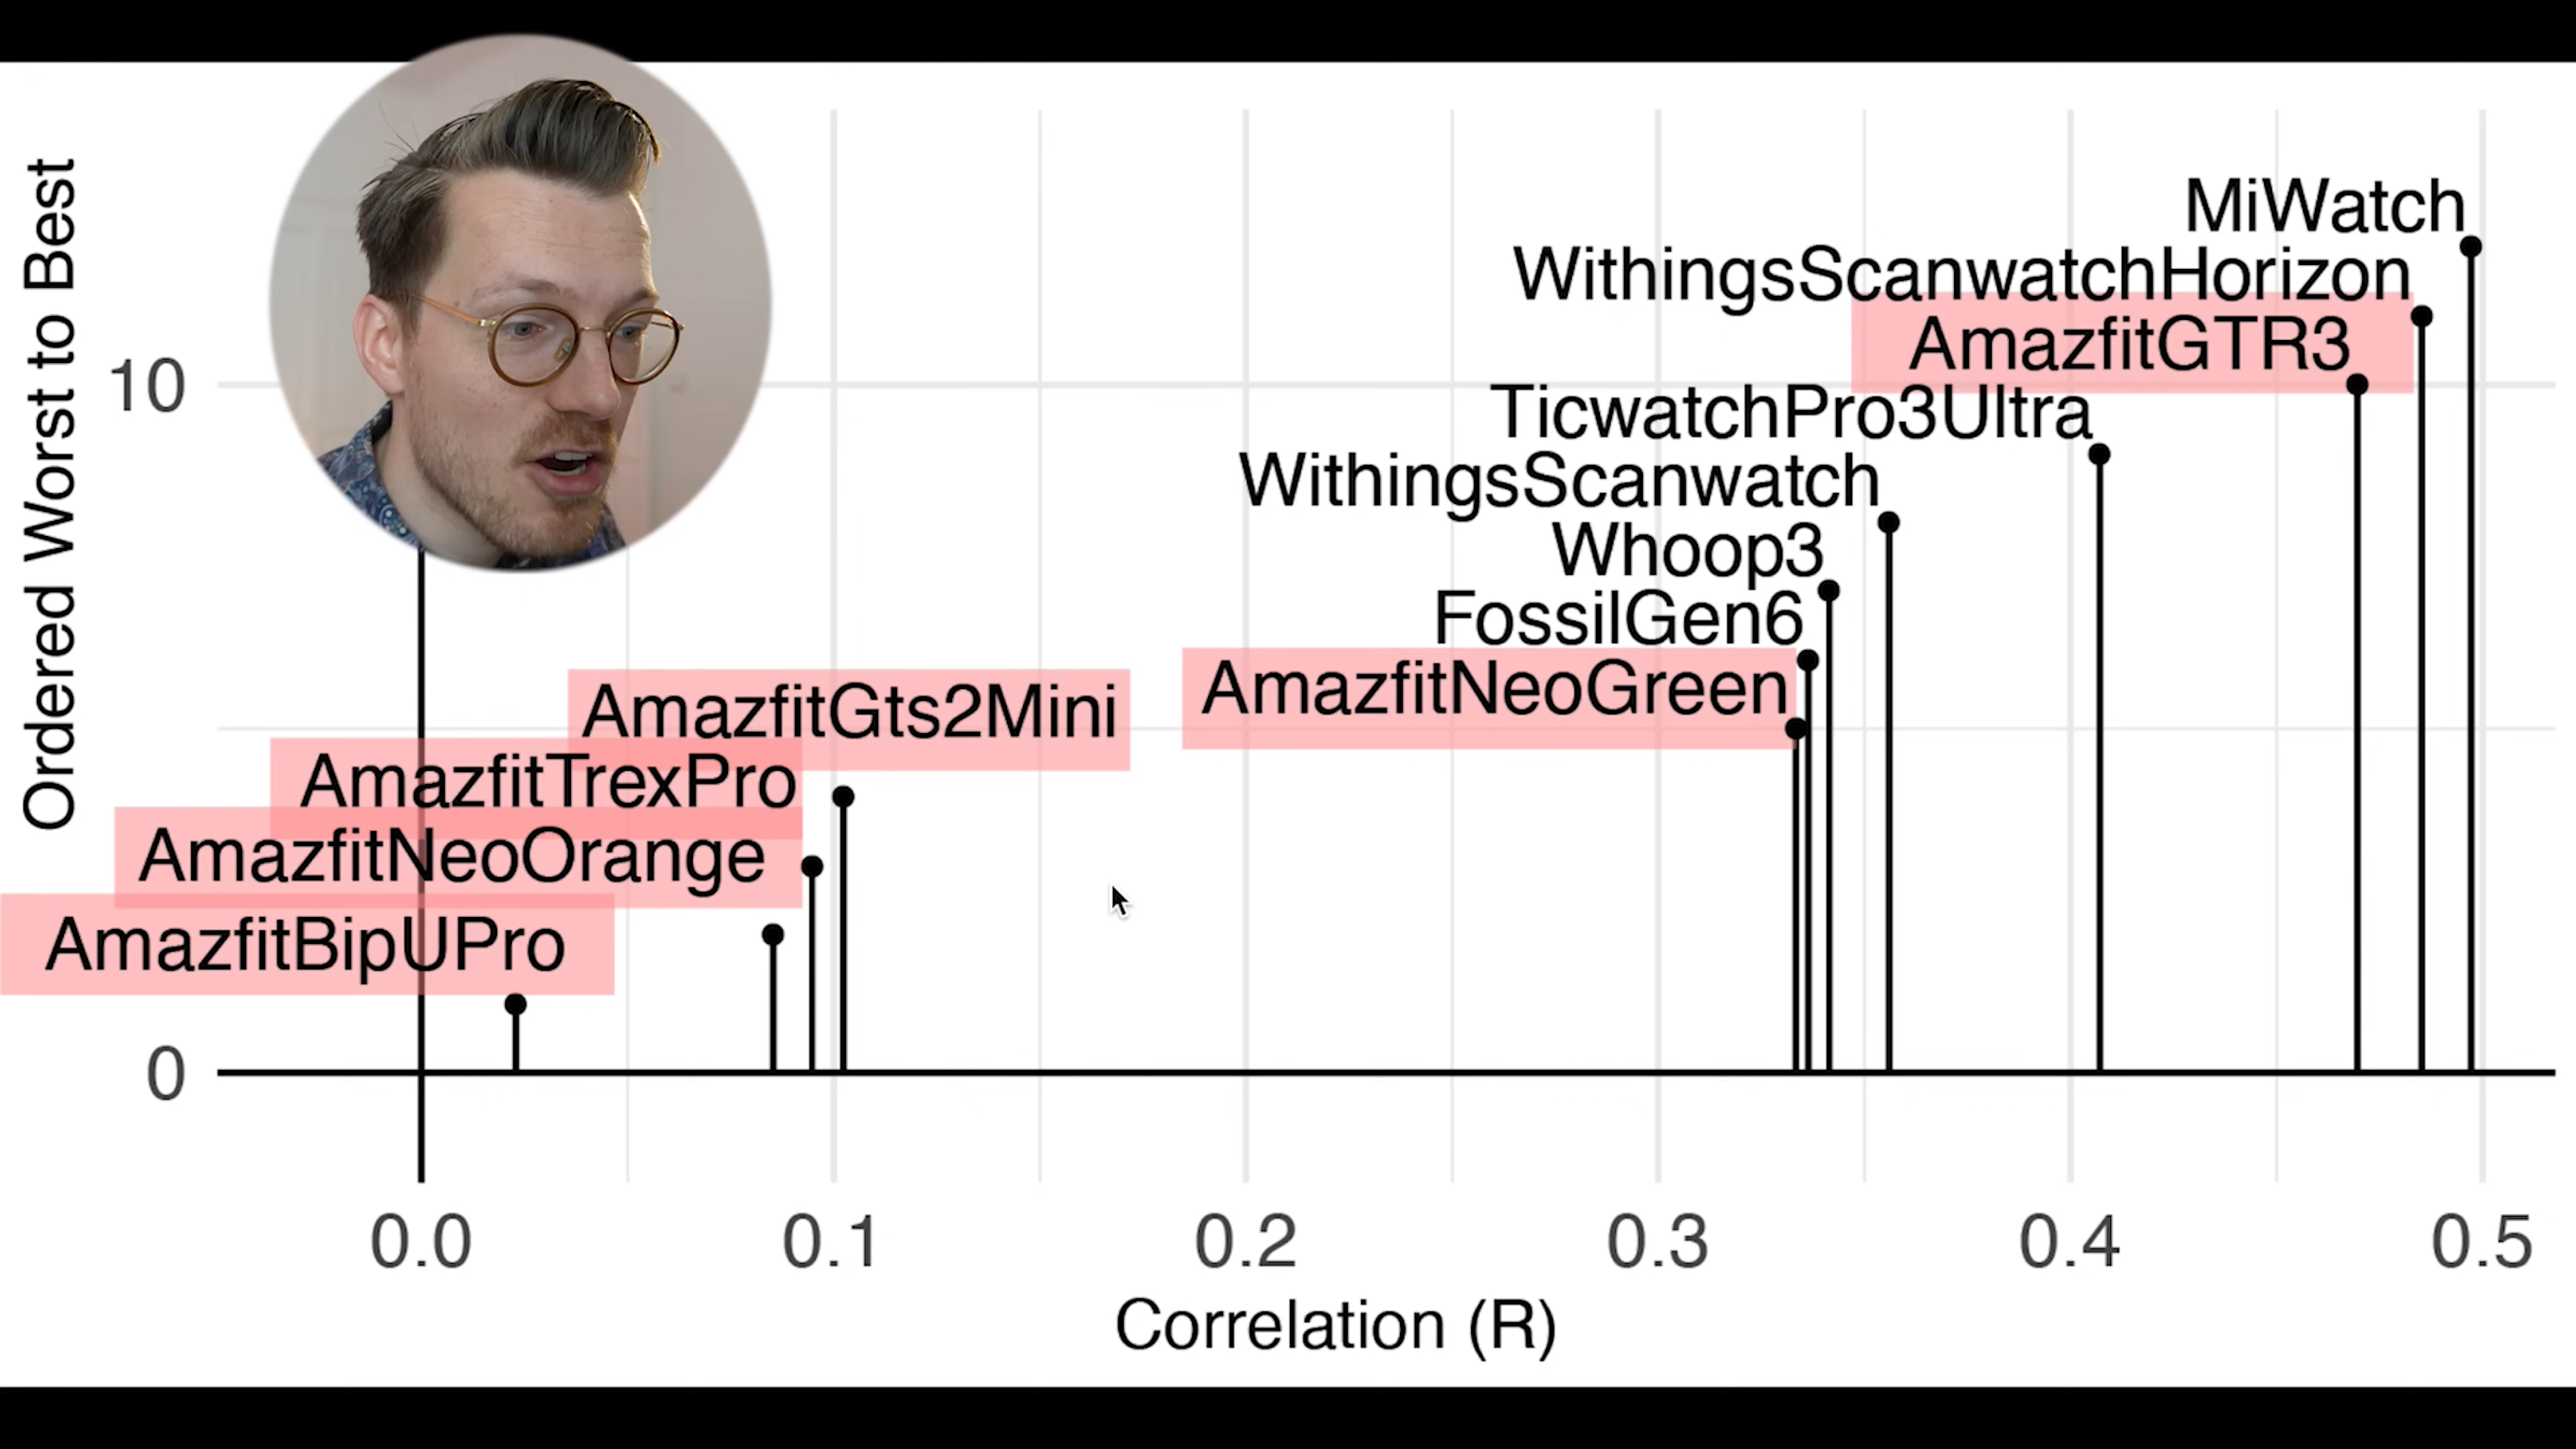 Ordered Worst to Best
MiWatch
WithingsScanwatchHorizon
AmazfitGTR3
10
TicwatchPro3Ultra
WithingsScanwatch
Whoop3
FossilGen6
AmazfitNeoGreen
AmazfitGts2Mini
AmazfitTrexPro
AmazfitNeoOrange
AmazfitBipUPro
0
0.0 0.1 0.2 0.3 0.4 0.5
Correlation (R)